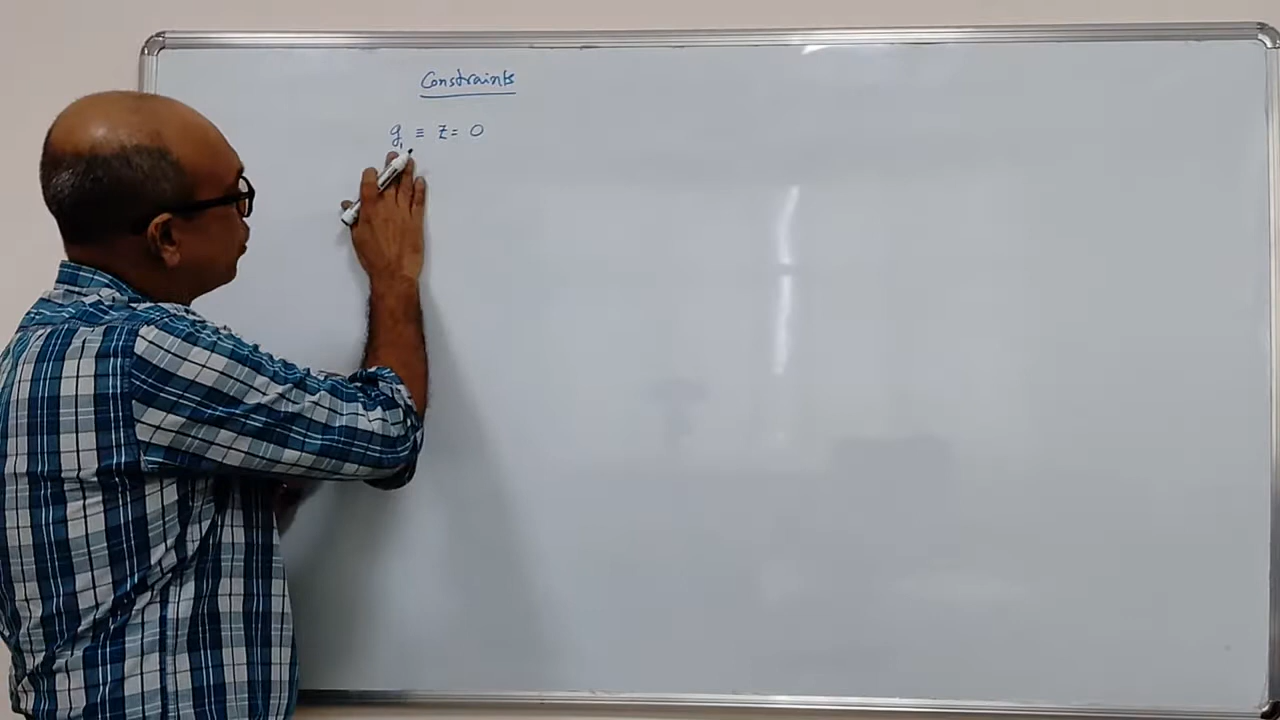 Constraints
g₁ ≡ z = 0